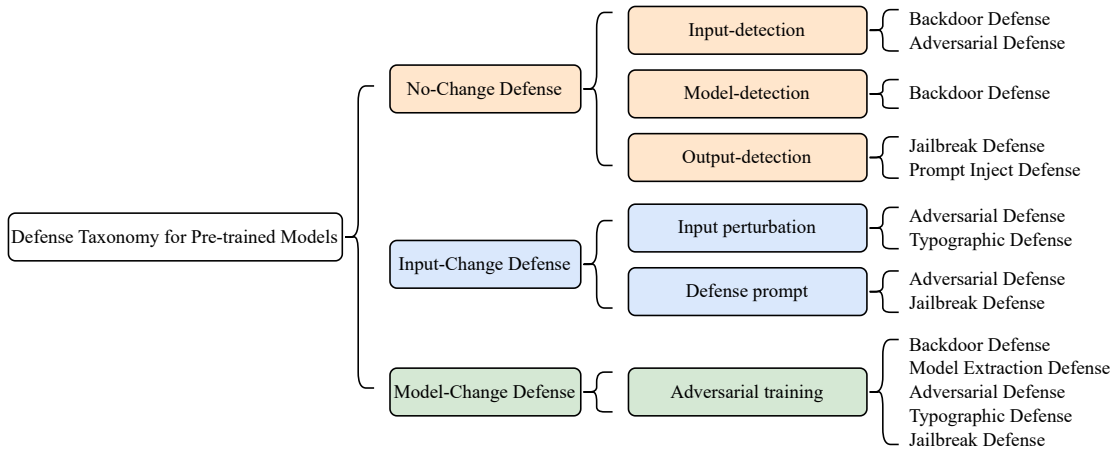 Defense Taxonomy for Pre-trained Models
No-Change Defense
Input-detection
Backdoor Defense
Adversarial Defense
Model-detection
Backdoor Defense
Output-detection
Jailbreak Defense
Prompt Inject Defense
Input-Change Defense
Input perturbation
Adversarial Defense
Typographic Defense
Defense prompt
Adversarial Defense
Jailbreak Defense
Model-Change Defense
Adversarial training
Backdoor Defense
Model Extraction Defense
Adversarial Defense
Typographic Defense
Jailbreak Defense